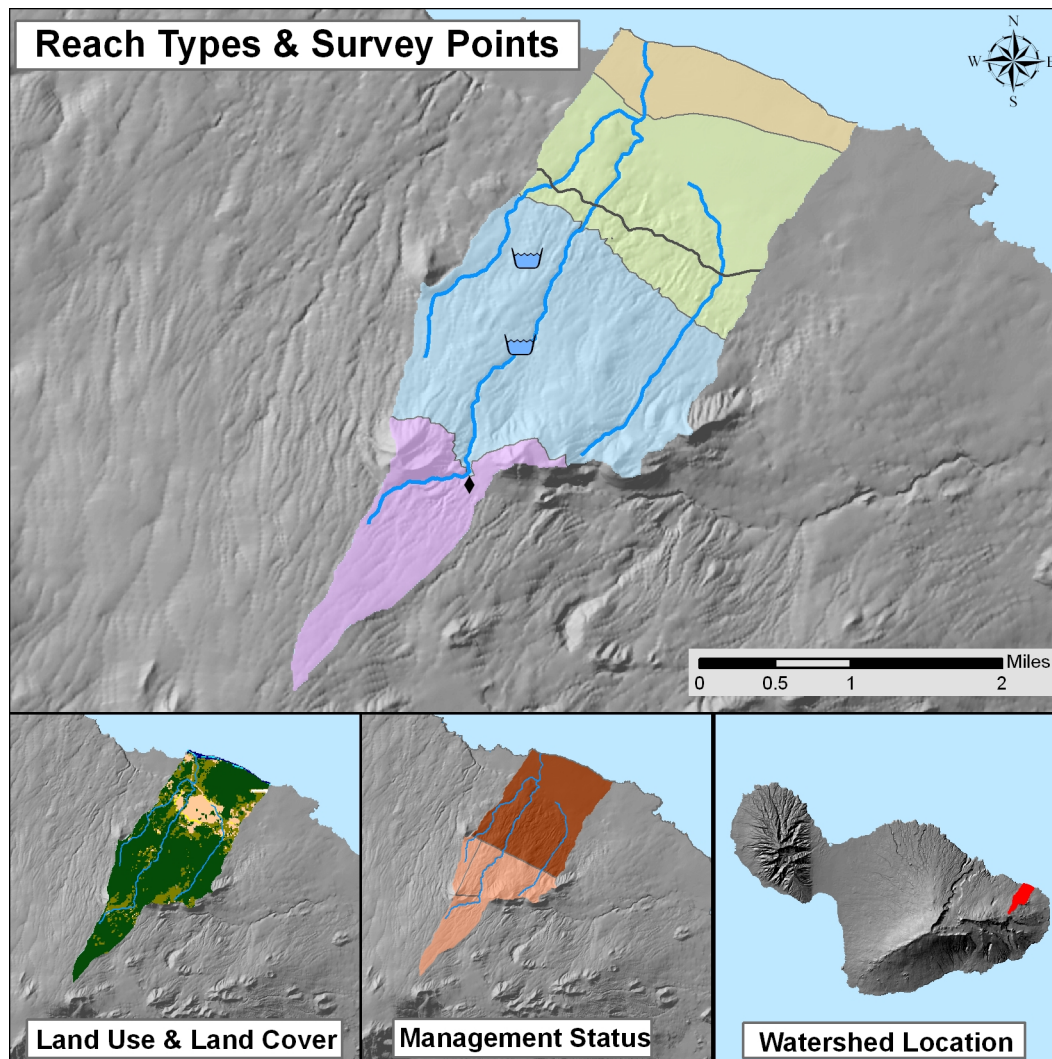 Reach Types & Survey Points
N
W E
S
Miles
0 0.5 1 2
Land Use & Land Cover
Management Status
Watershed Location